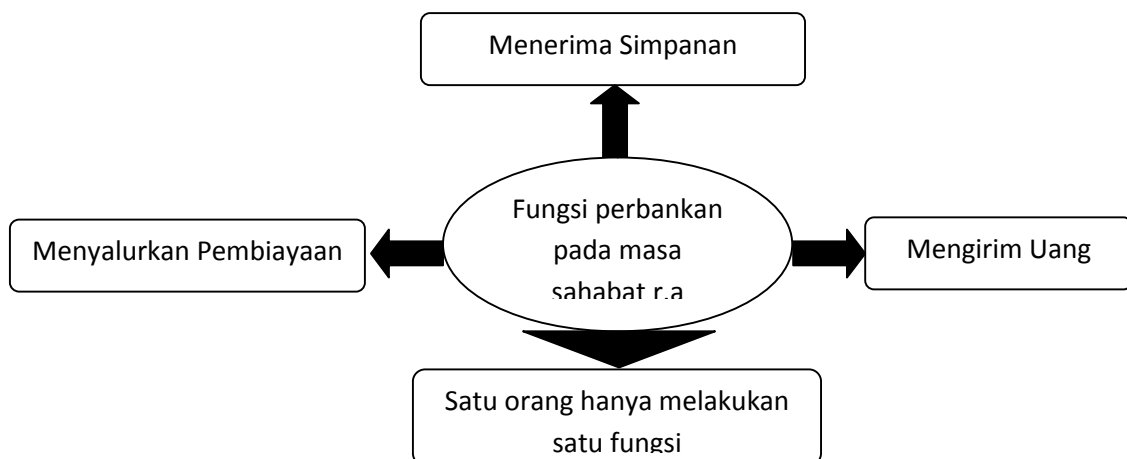 Menerima Simpanan
Menyalurkan Pembiayaan
Fungsi perbankan
pada masa
sahabat r.a
Mengirim Uang
Satu orang hanya melakukan
satu fungsi